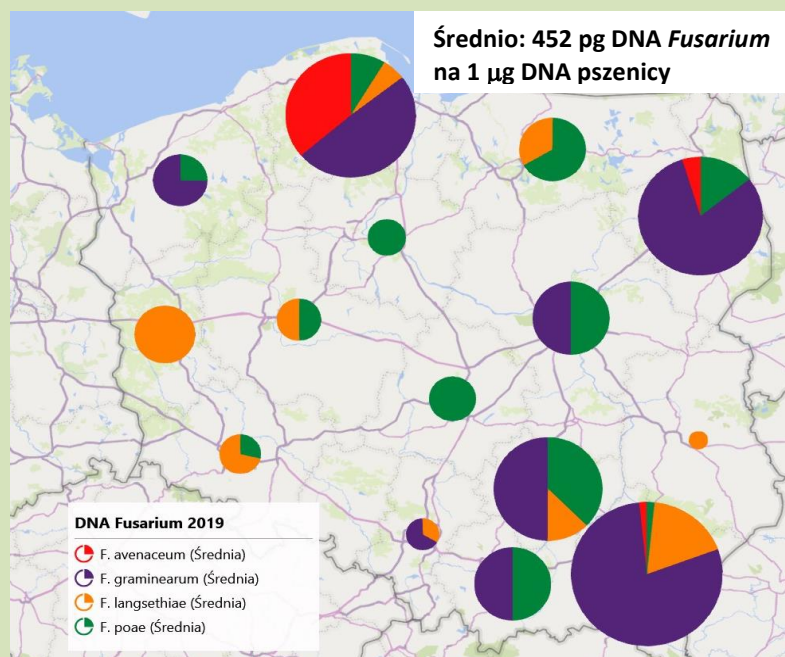 Średnio: 452 pg DNA Fusarium
na 1 µg DNA pszenicy
DNA Fusarium 2019
F. avenaceum (Średnia)
F. graminearum (Średnia)
F. langsethiae (Średnia)
F. poae (Średnia)